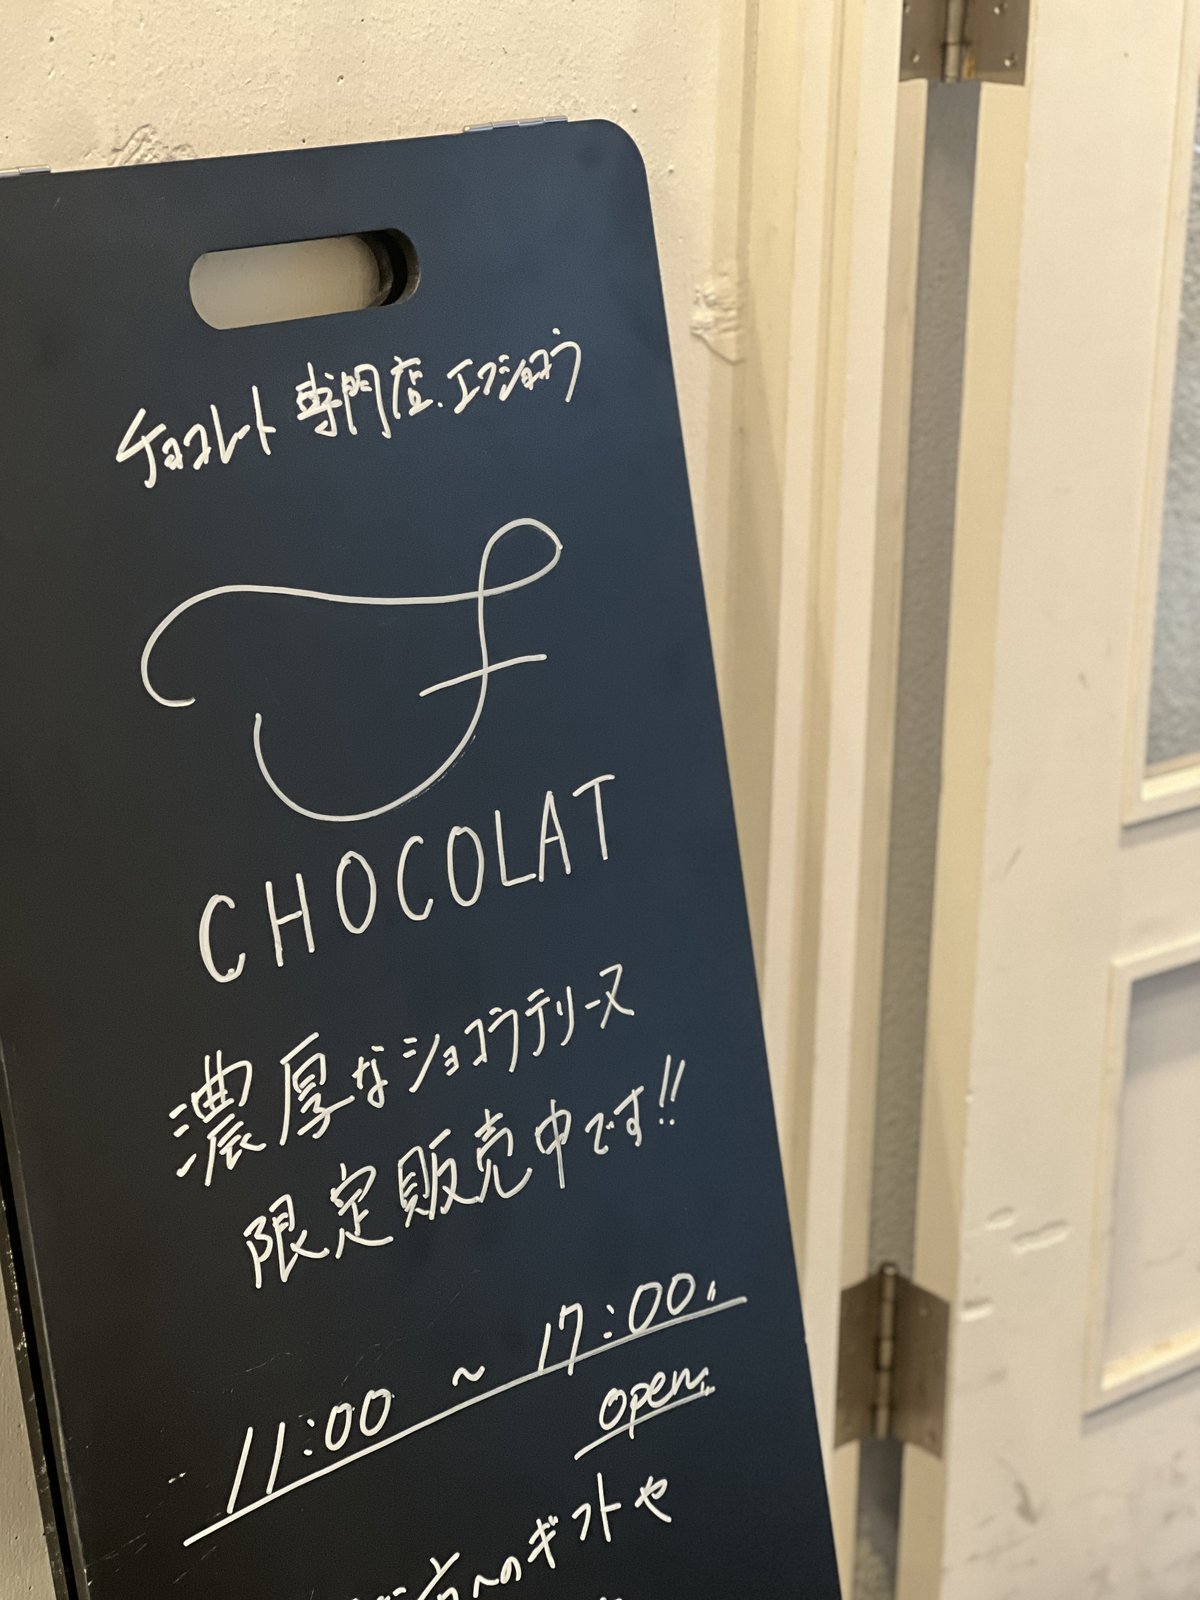 チョコレート専門店.エフショコラ
F
CHOCOLAT
濃厚なショコラテリーヌ
限定販売中です!!
11:00 ~ 17:00
open
方へのギフトや